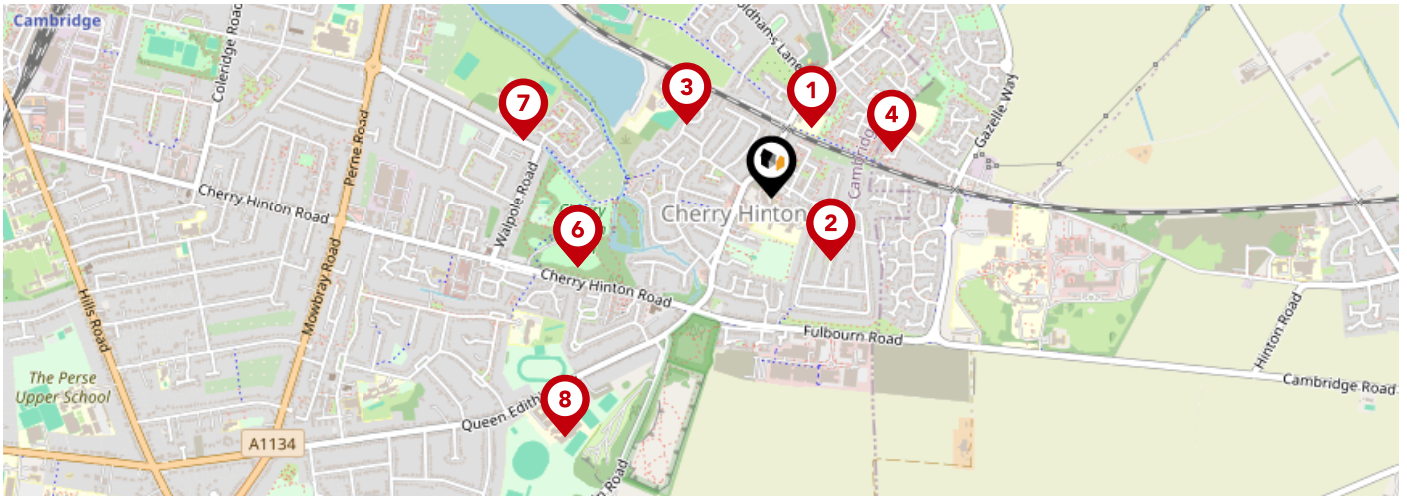 Cambridge
Coleridge Road
Perne Road
Cherry Hinton Road
Walpole Road
Mowbray Road
Hills Road
The Perse
Upper School
A1134
Queen Edith
Cherry Hinton Road
Cherry Hinton
Fulbourn Road
Gazelle Way
Hinton Road
Cambridge Road
Road
7
3
1
4
6
2
8